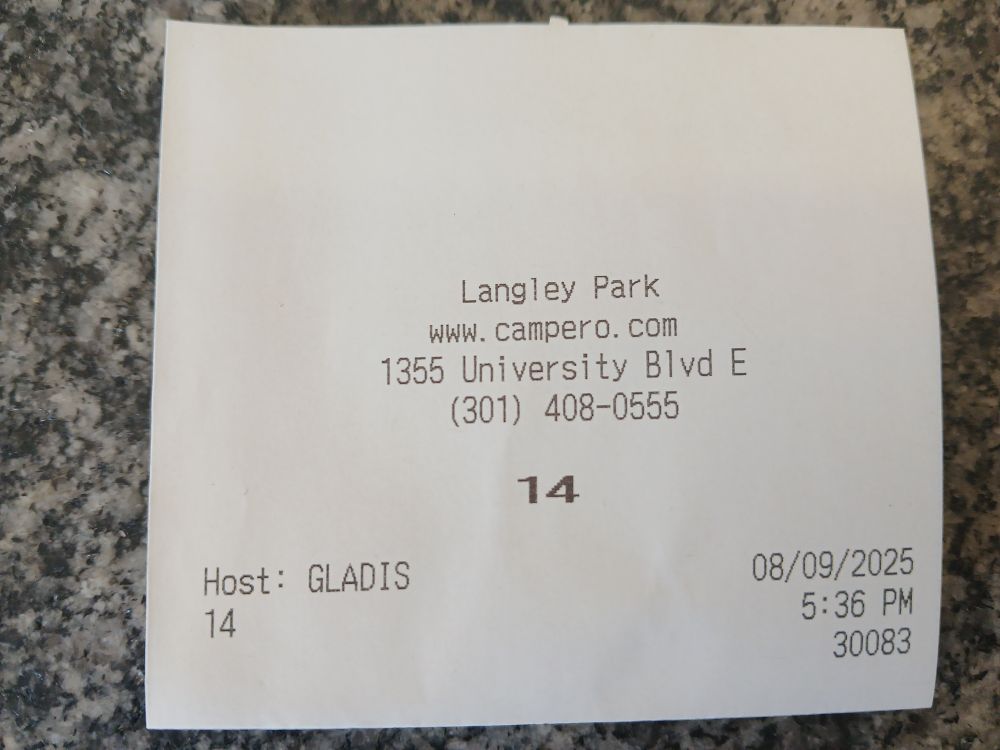 Langley Park
www.campero.com
1355 University Blvd E
(301) 408-0555
14
Host: GLADIS
08/09/2025
14
5:36 PM
30083